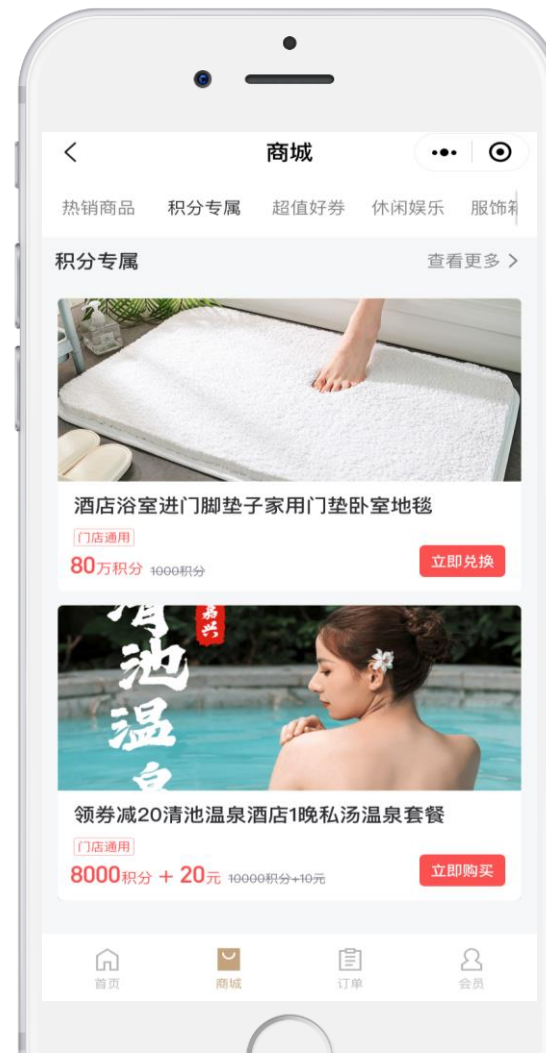 商城
热销商品 积分专属 超值好券 休闲娱乐 服饰
积分专属 查看更多
酒店浴室进门脚垫子家用门垫卧室地毯
门店通用
80万积分 1000积分 立即兑换
嘉兴
清池温泉
领券减20清池温泉酒店1晚私汤温泉套餐
门店通用
8000积分 + 20元 10000积分+10元 立即购买
首页 商城 订单 会员